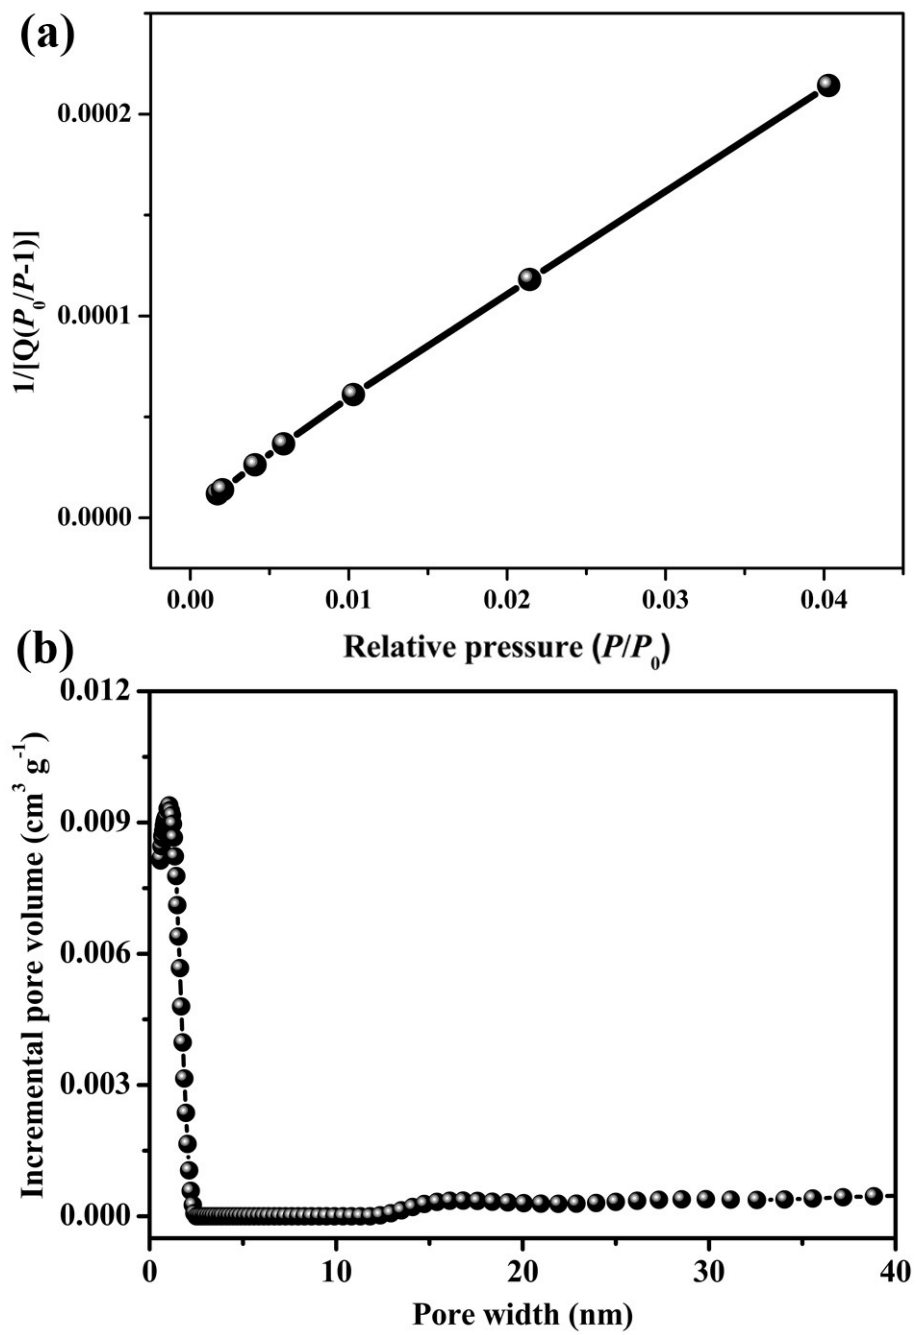 (a)
0.0002
0.0001
0.0000
1/[Q(P₀/P-1)]
0.00 0.01 0.02 0.03 0.04
Relative pressure (P/P₀)
(b)
0.012
0.009
0.006
0.003
0.000
Incremental pore volume (cm³ g⁻¹)
0 10 20 30 40
Pore width (nm)